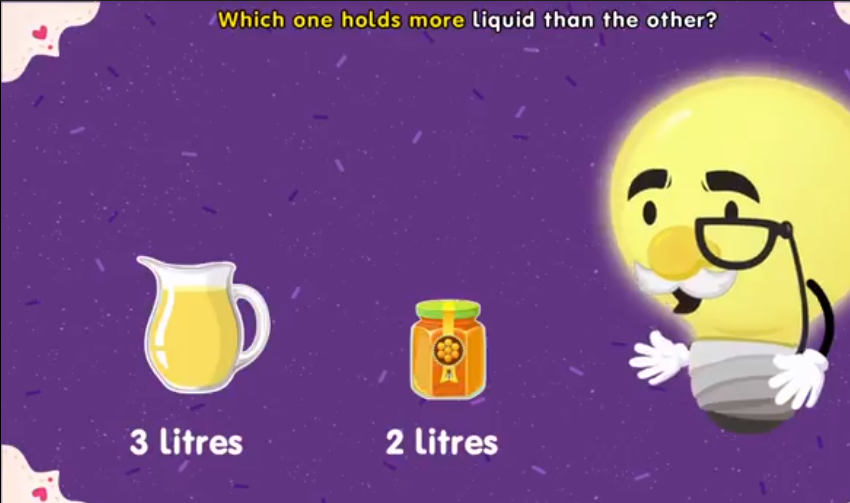 Which one holds more liquid than the other?
3 litres
2 litres